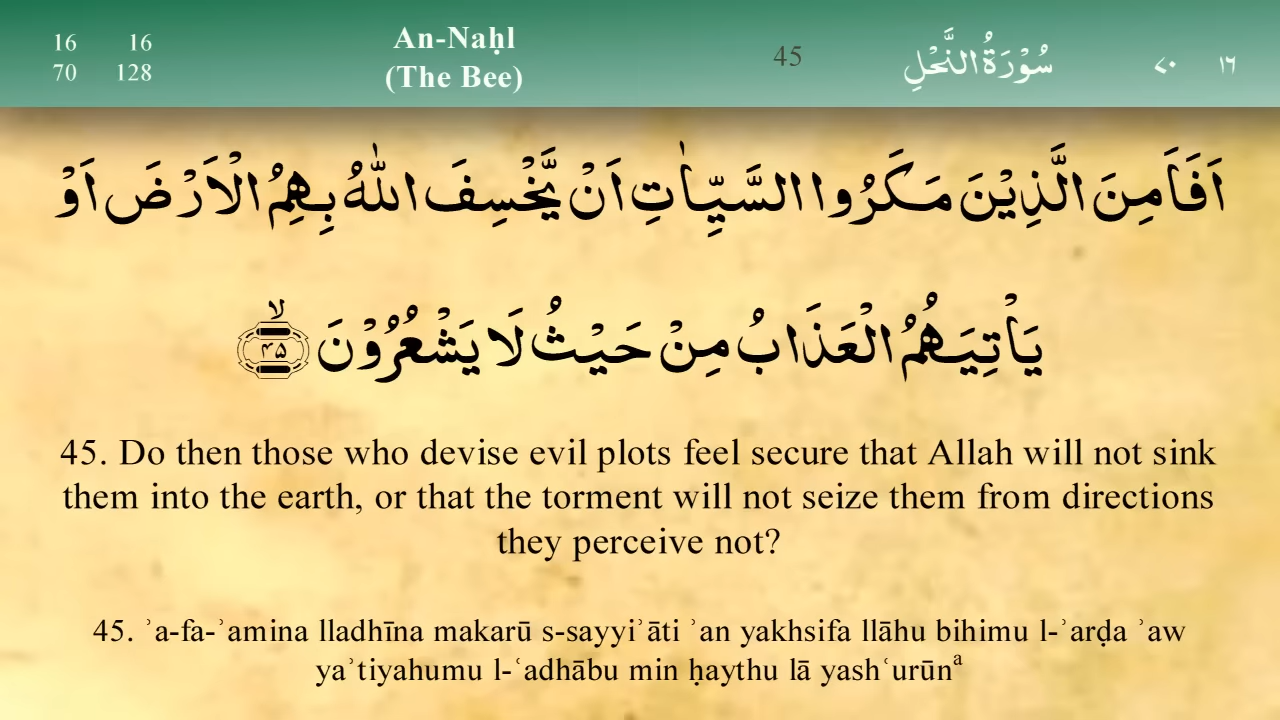 16 16
70 128
An-Naḥl
(The Bee)
45
سُوْرَةُ النَّحْلِ
٧٠ ١٦
اَفَاَمِنَ الَّذِيْنَ مَكَرُوا السَّيِّاٰتِ اَنْ يَّخْسِفَ اللّٰهُ بِهِمُ الْاَرْضَ اَوْ
يَاْتِيَهُمُ الْعَذَابُ مِنْ حَيْثُ لَا يَشْعُرُوْنَ ۙ۴۵
45. Do then those who devise evil plots feel secure that Allah will not sink
them into the earth, or that the torment will not seize them from directions
they perceive not?
45. ʾa-fa-ʾamina lladhīna makarū s-sayyiʾāti ʾan yakhsifa llāhu bihimu l-ʾarḍa ʾaw
yaʾtiyahumu l-ʿadhābu min ḥaythu lā yashʿurūnᵃ